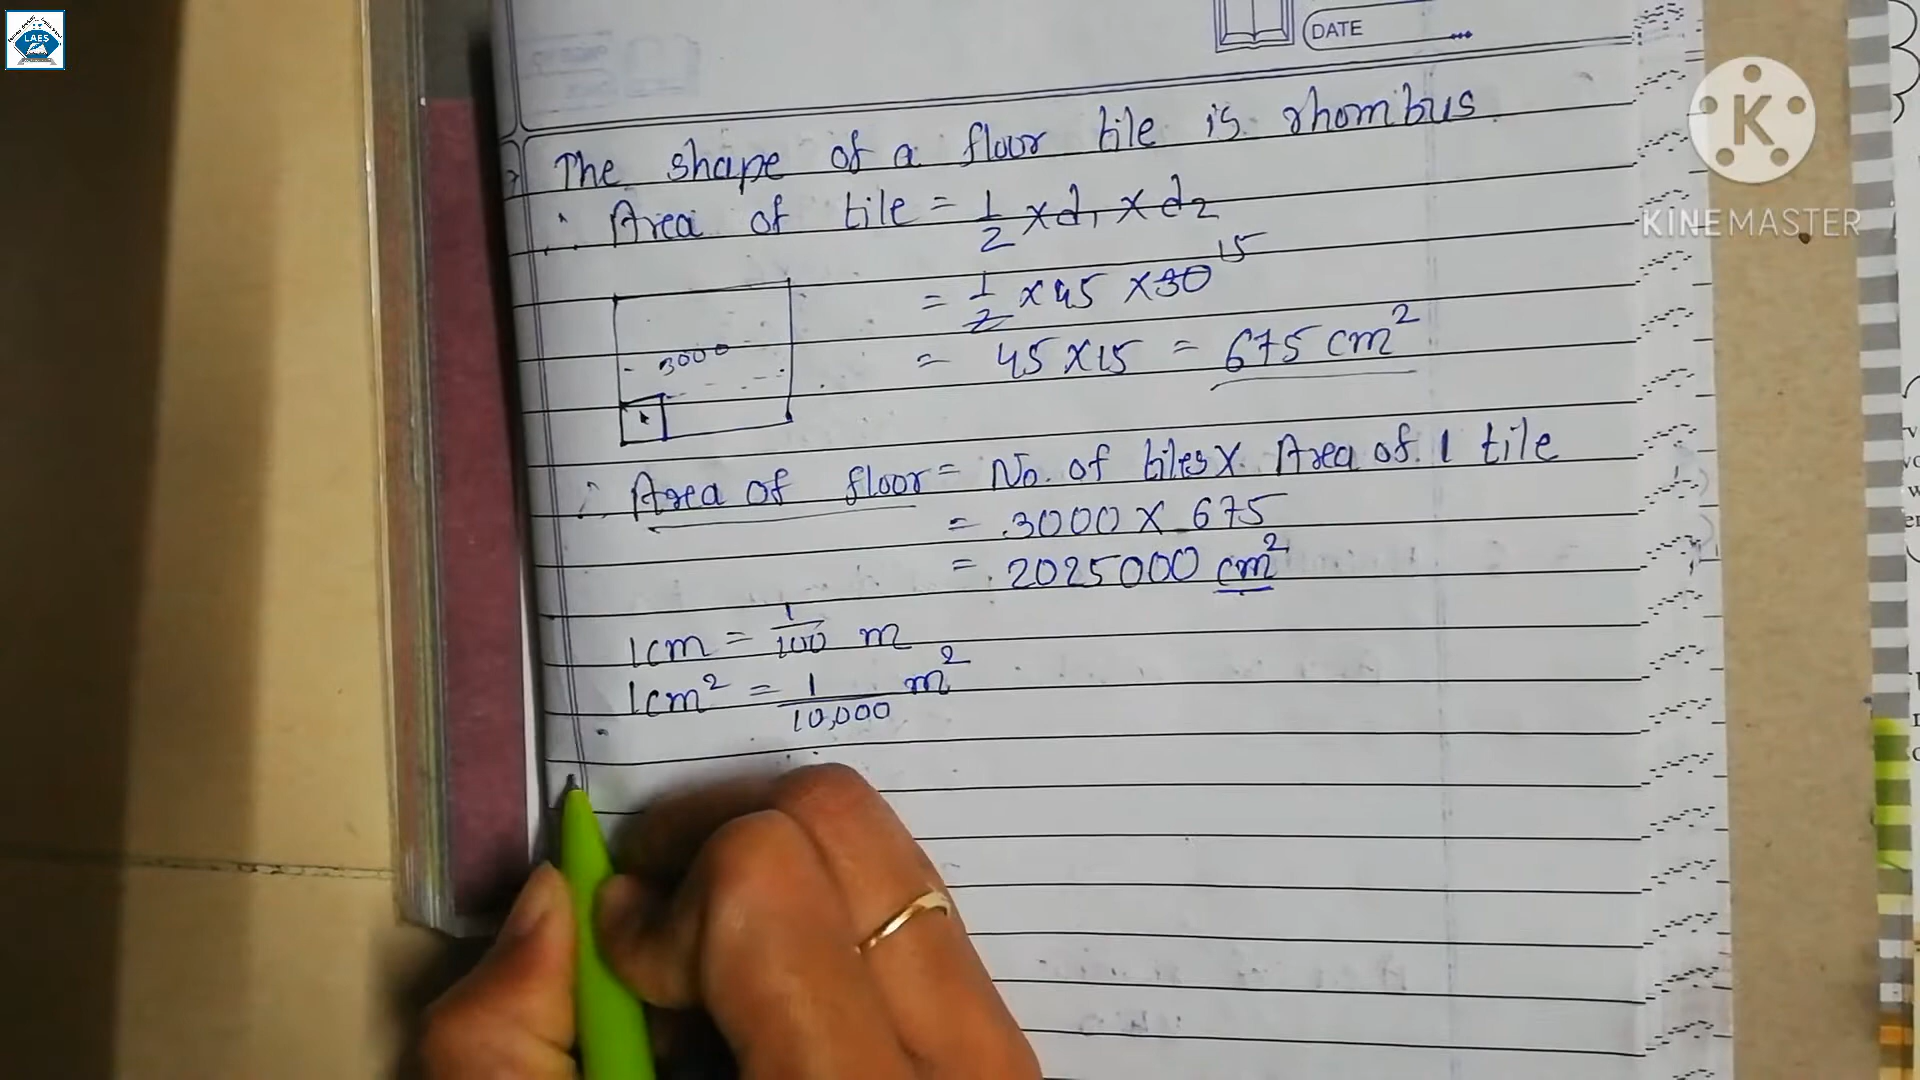 LAES
DATE
The shape of a floor tile is rhombus
∴ Area of tile = 1/2 x d1 x d2
= 1/2 x 45 x 30 15
= 45 x 15 = 675 cm²
3000
∴ Area of floor = No. of tiles x Area of 1 tile
= 3000 x 675
= 2025000 cm²
1cm = 1/100 m
1cm² = 1/10,000 m²
K
KINEMASTER